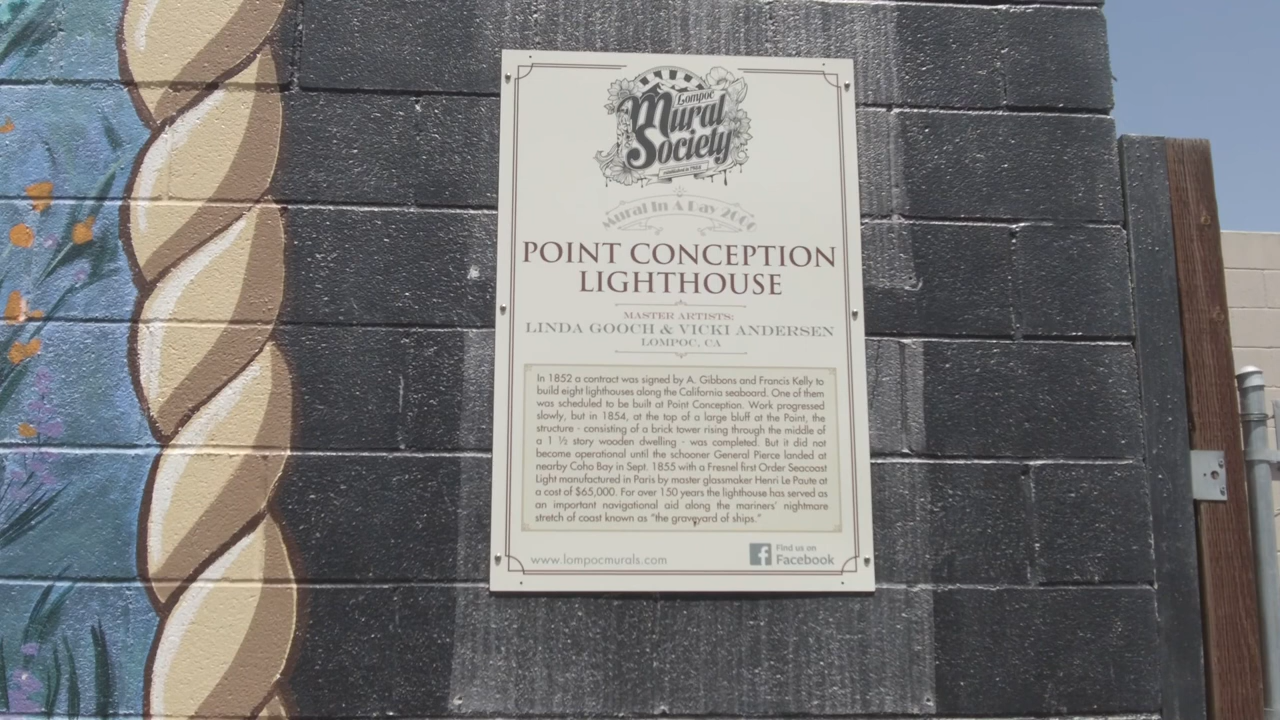 Lompoc
Mural
Society
Mural In A Day
POINT CONCEPTION
LIGHTHOUSE
MASTER ARTISTS:
LINDA GOOCH & VICKI ANDERSEN
LOMPOC, CA
In 1852 a contract was signed by A. Gibbons and Francis Kelly to
build eight lighthouses along the California seaboard. One of them
was scheduled to be built at Point Conception. Work progressed
slowly, but in 1854, at the top of a large bluff at the Point, the
structure - consisting of a brick tower rising through the middle of
a 1 ½ story wooden dwelling - was completed. But it did not
become operational until the schooner General Pierce landed at
nearby Coho Bay in Sept. 1855 with a Fresnel first Order Seacoast
Light manufactured in Paris by master glassmaker Henri Le Paute at
a cost of $65,000. For over 150 years the lighthouse has served as
an important navigational aid along the mariners' nightmare
stretch of coast known as "the graveyard of ships."
www.lompocmurals.com
f Find us on
Facebook